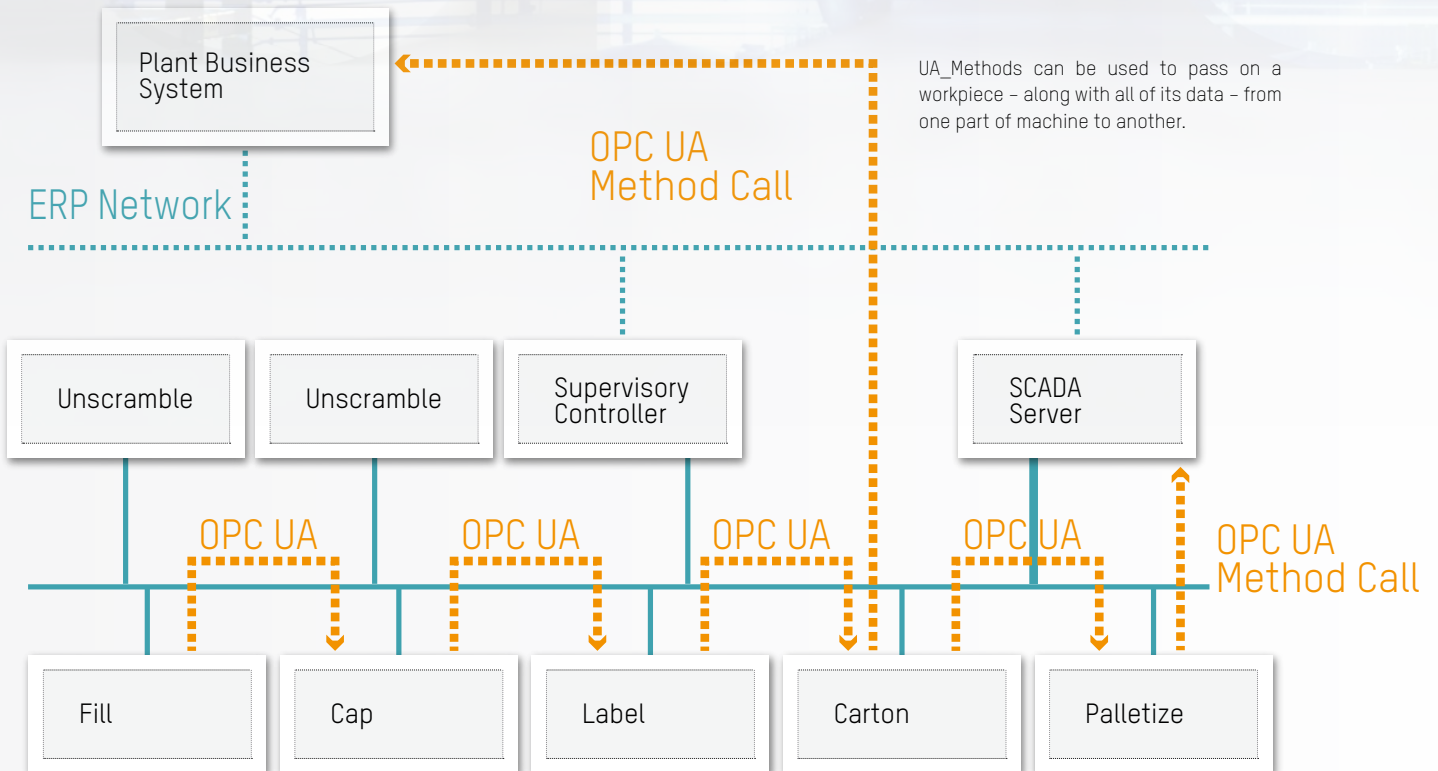 Plant Business
System
UA_Methods can be used to pass on a
workpiece – along with all of its data – from
one part of machine to another.
OPC UA
Method Call
ERP Network
Unscramble
Unscramble
Supervisory
Controller
SCADA
Server
OPC UA
OPC UA
OPC UA
OPC UA
OPC UA
Method Call
Fill
Cap
Label
Carton
Palletize